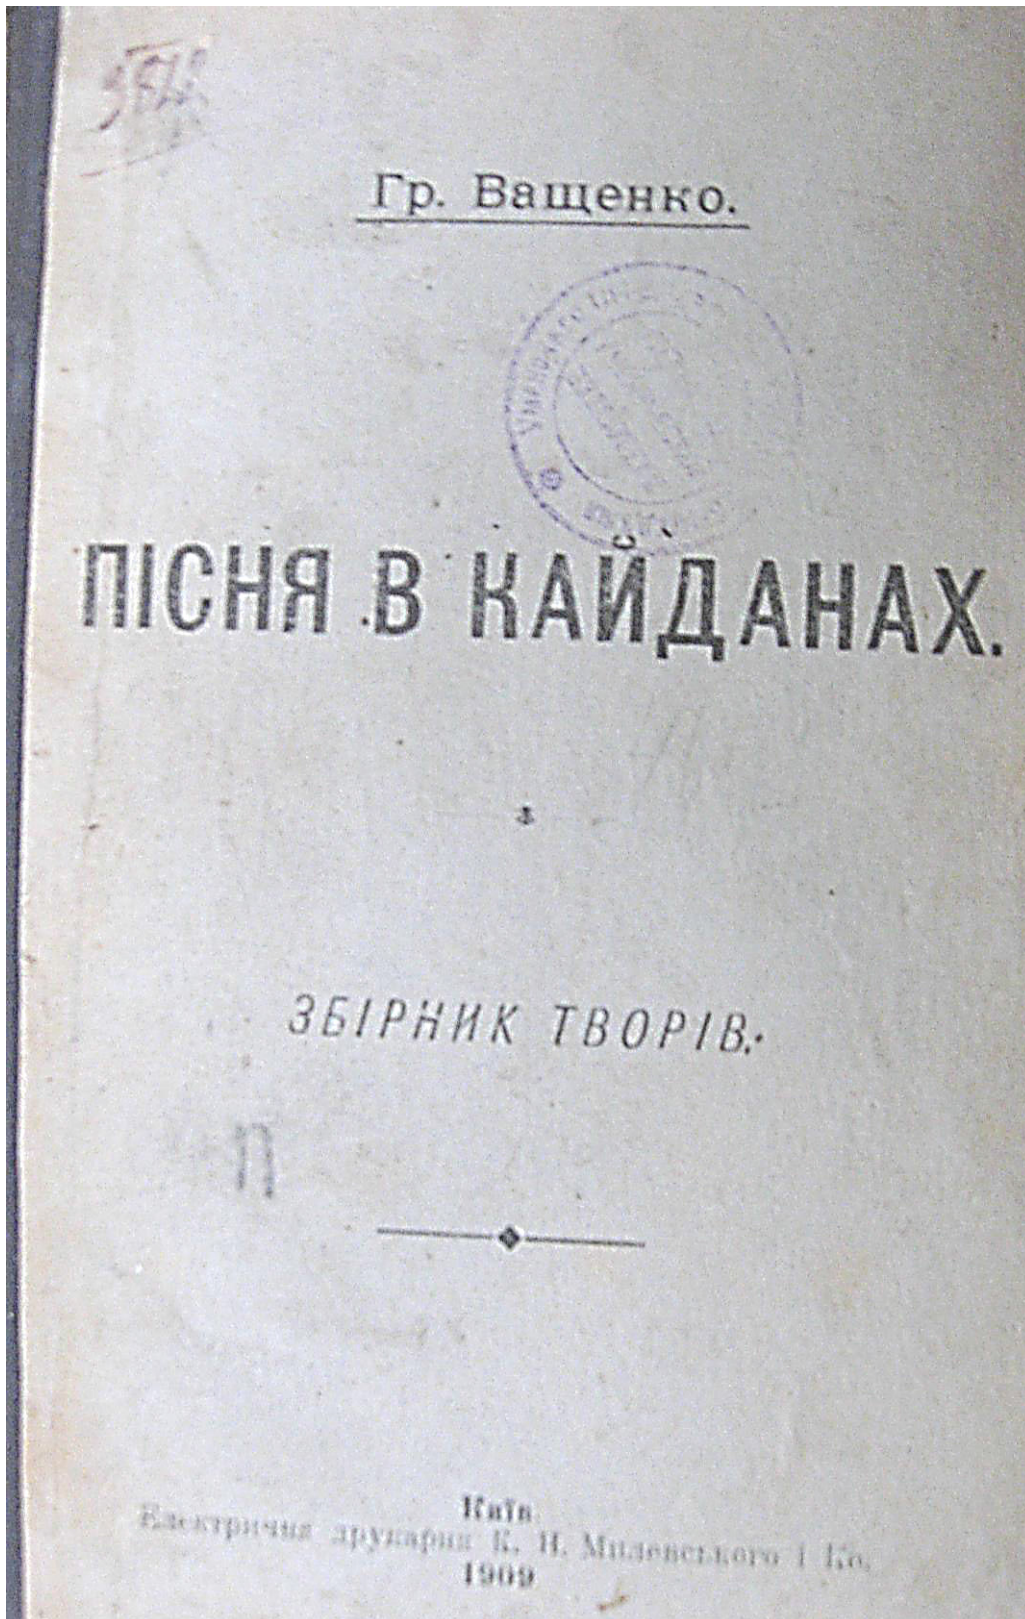 Гр. Ващенко.
ПІСНЯ В КАЙДАНАХ.
ЗБІРНИК ТВОРІВ.
П
Київ
Електрична друкарня К. Н. Милевського і Ко.
1909